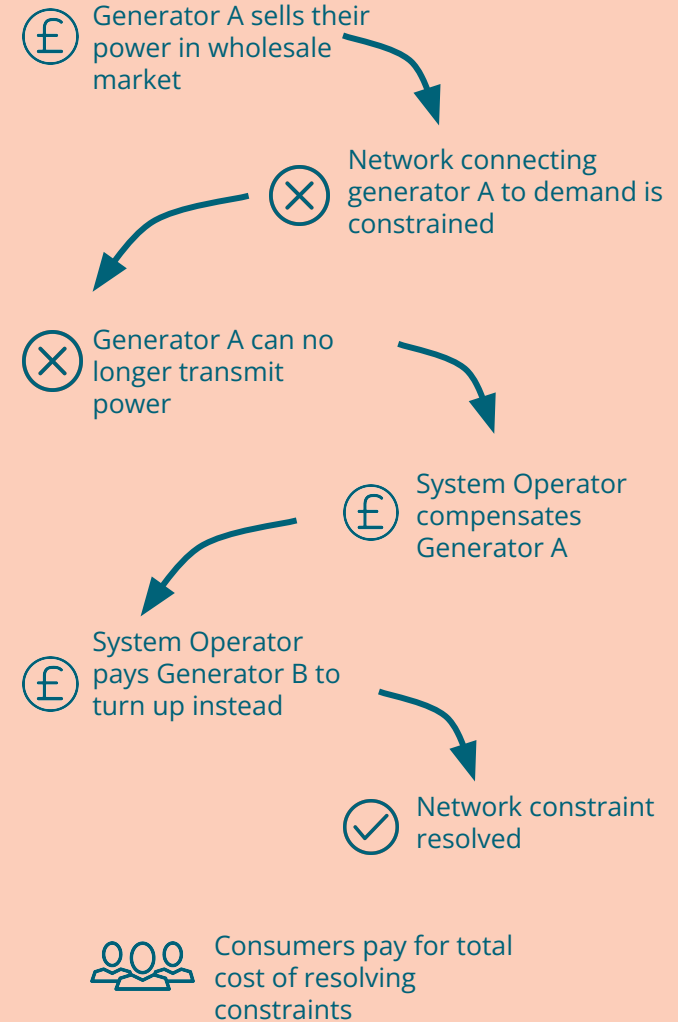 Generator A sells their
power in wholesale
market
Network connecting
generator A to demand is
constrained
Generator A can no
longer transmit
power
System Operator
compensates
Generator A
System Operator
pays Generator B to
turn up instead
Network constraint
resolved
Consumers pay for total
cost of resolving
constraints